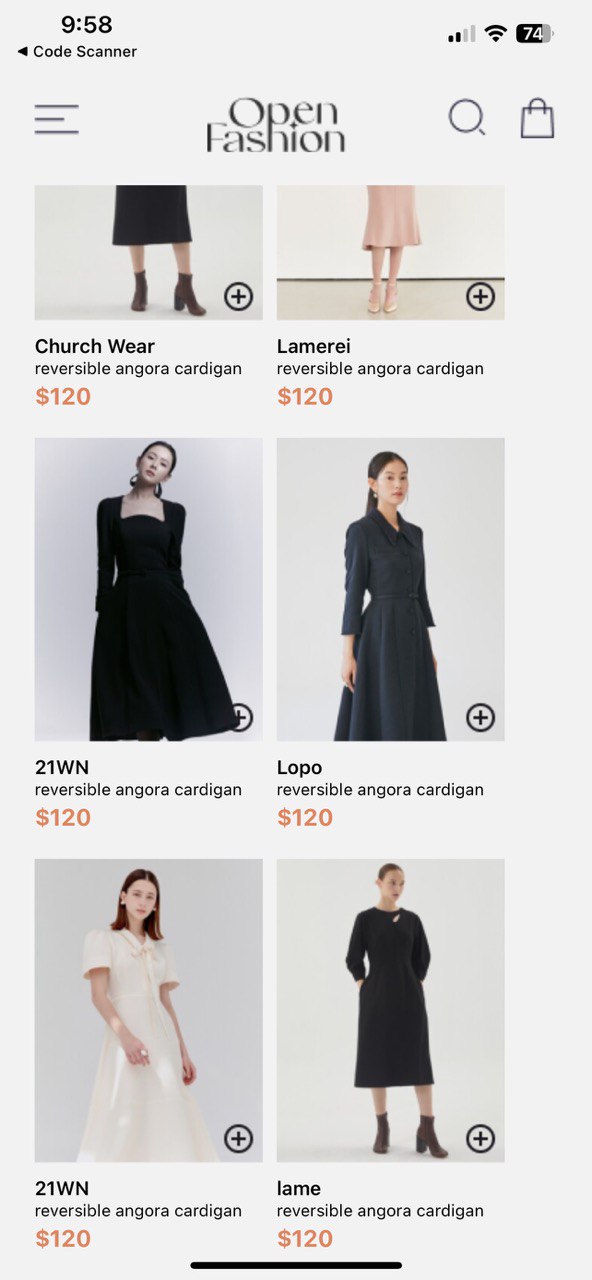 9:58
74
◀ Code Scanner
Open
Fashion
Church Wear
reversible angora cardigan
$120
Lamerei
reversible angora cardigan
$120
21WN
reversible angora cardigan
$120
Lopo
reversible angora cardigan
$120
21WN
reversible angora cardigan
$120
lame
reversible angora cardigan
$120